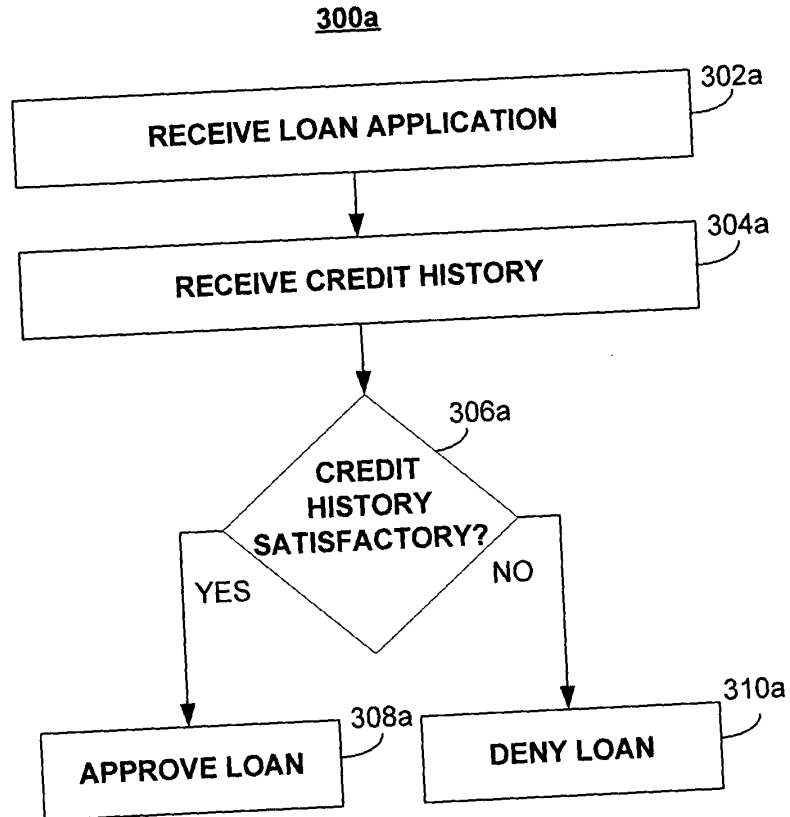 300a
302a
RECEIVE LOAN APPLICATION
304a
RECEIVE CREDIT HISTORY
306a
CREDIT
HISTORY
SATISFACTORY?
YES
NO
308a
APPROVE LOAN
310a
DENY LOAN